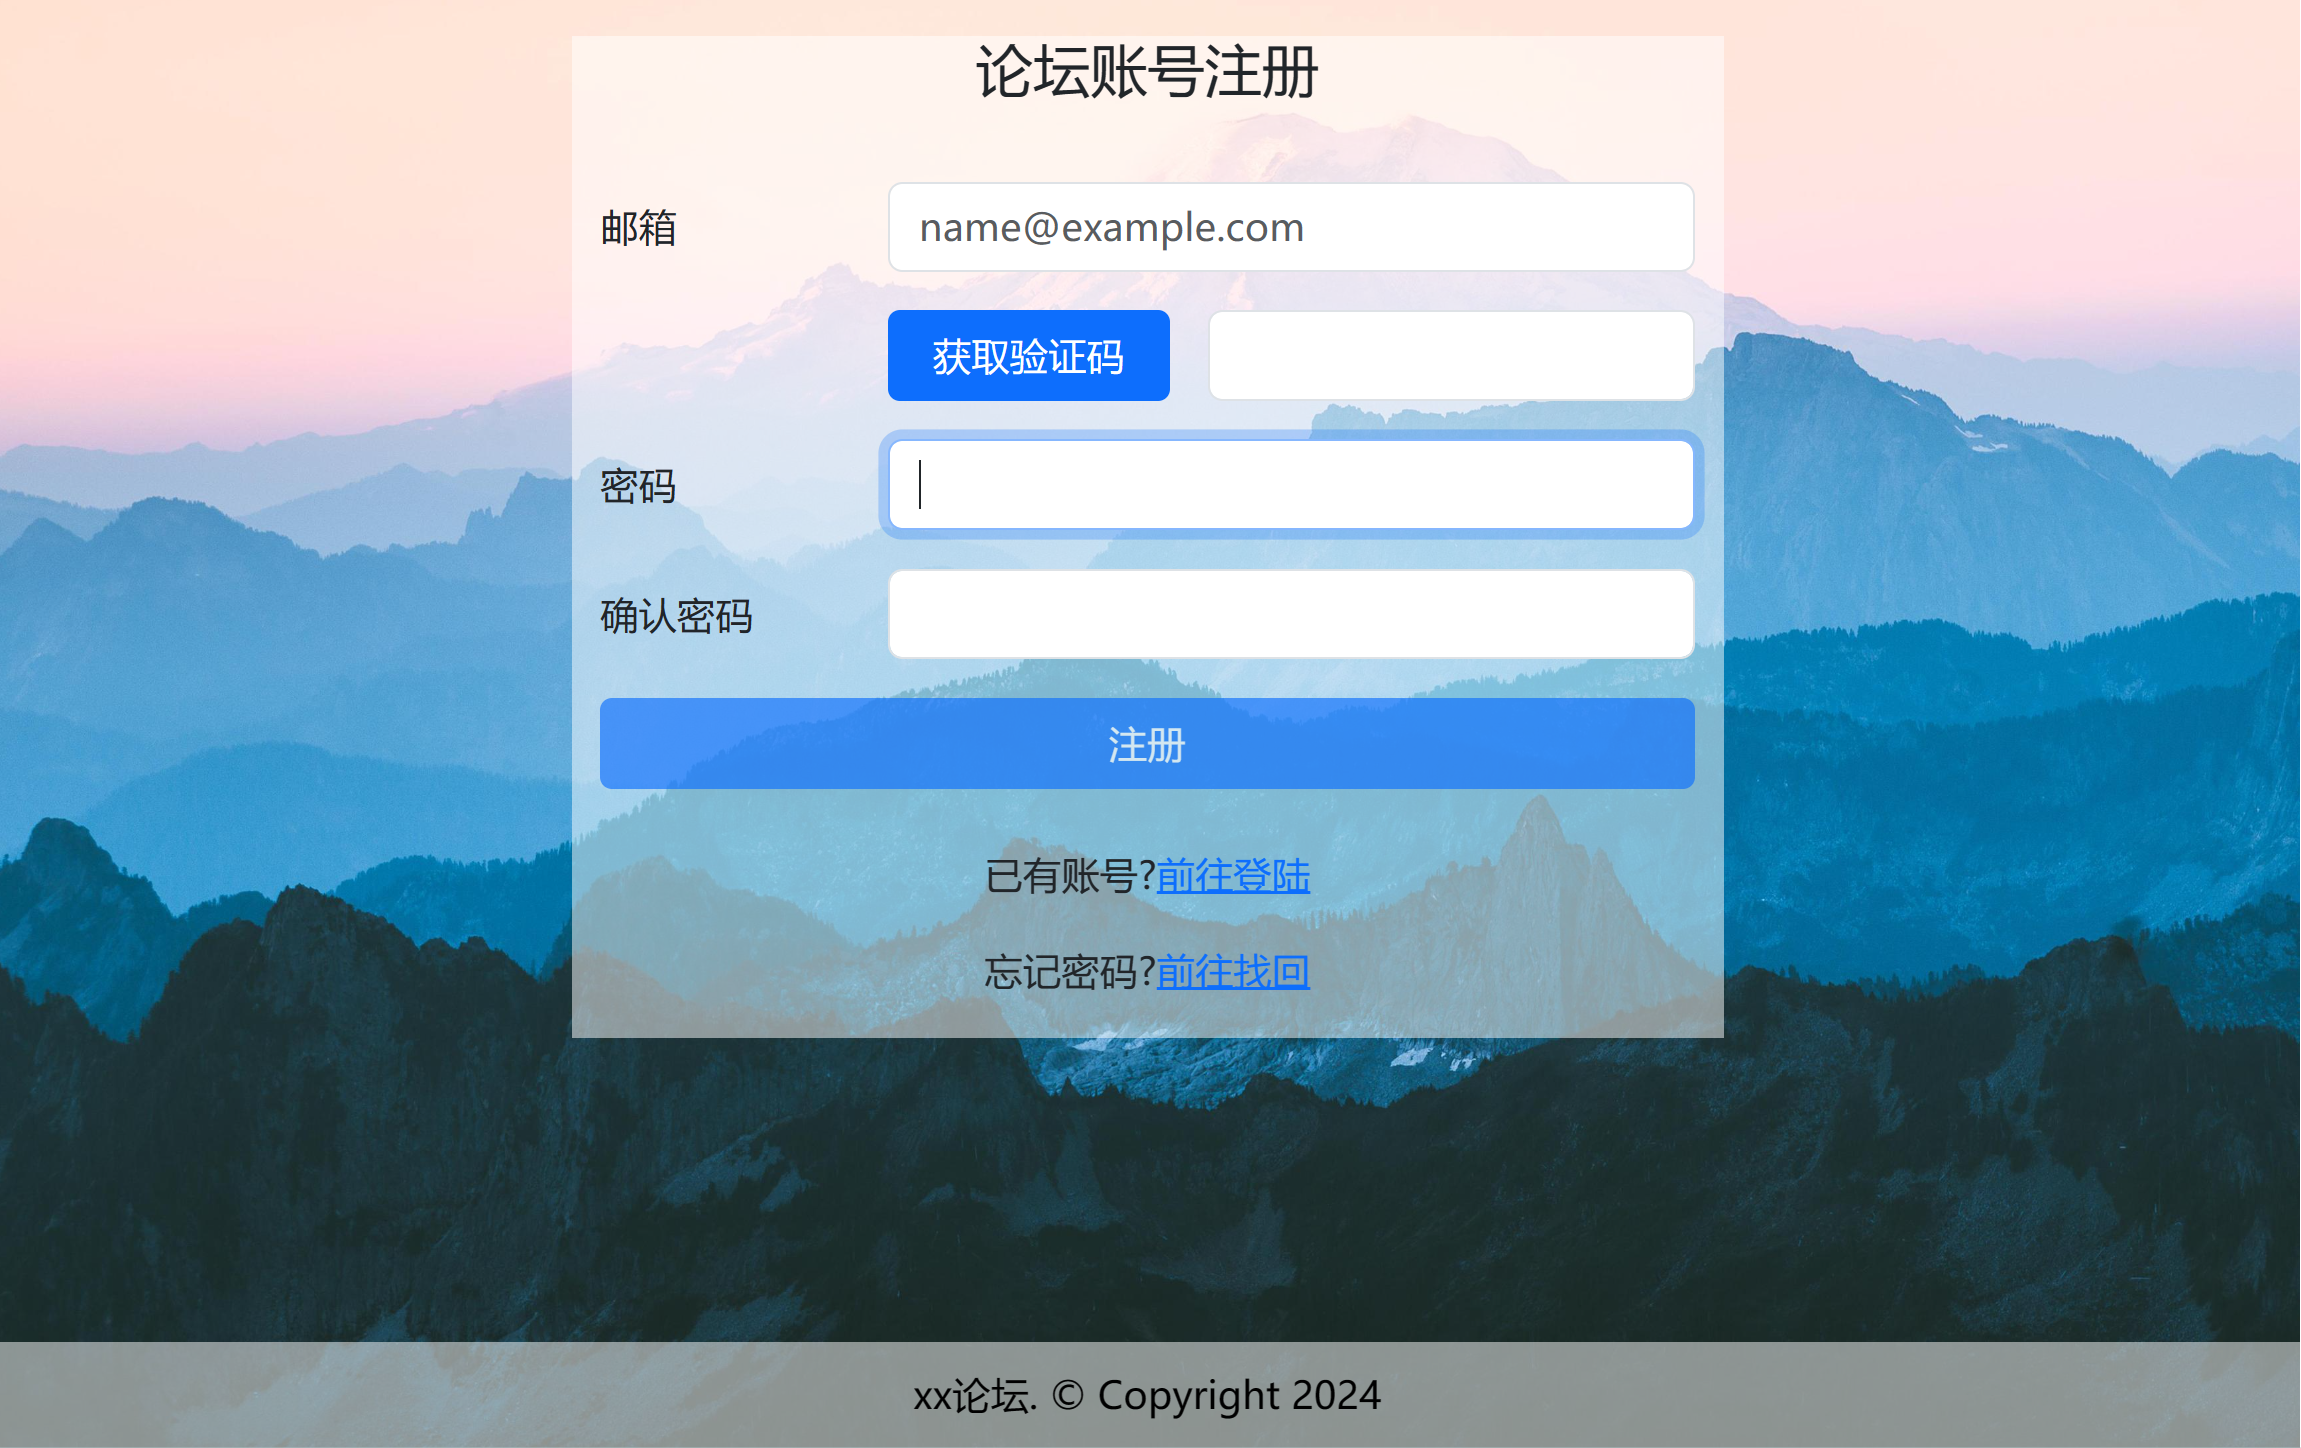 论坛账号注册
邮箱
name@example.com
获取验证码
密码
确认密码
注册
已有账号?前往登陆
忘记密码?前往找回
xx论坛. © Copyright 2024